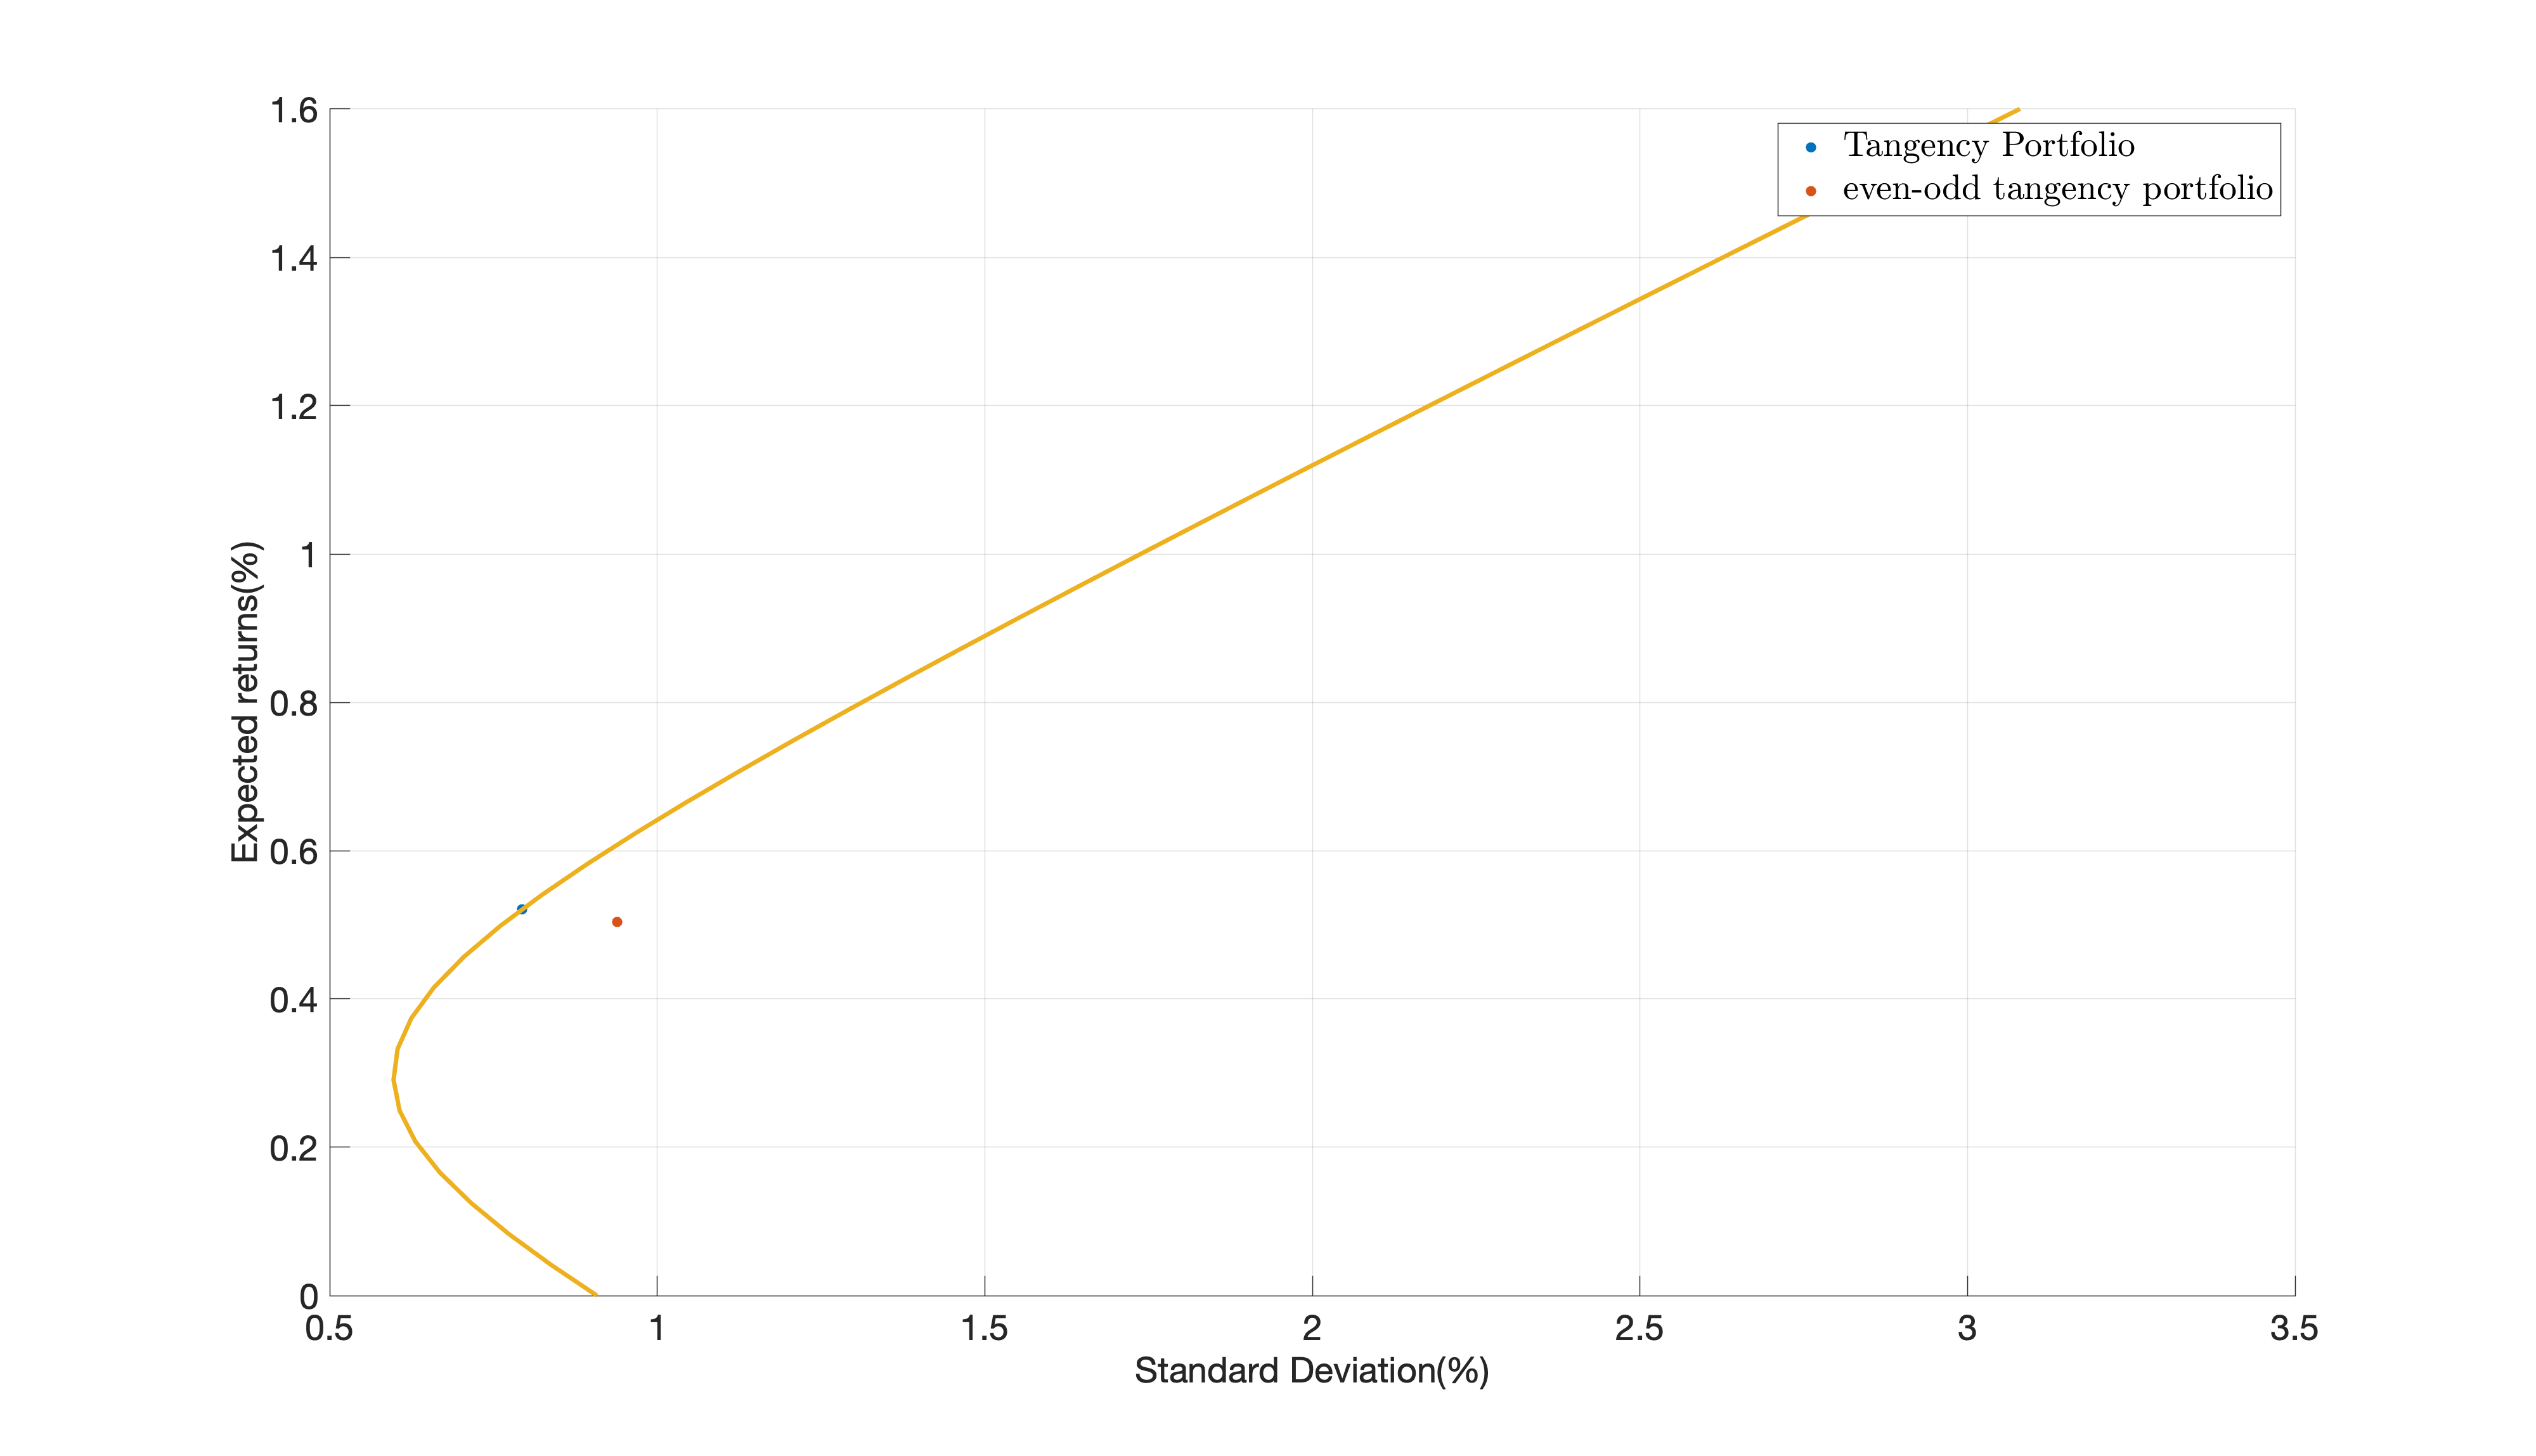 1.6
1.4
1.2
1
0.8
0.6
0.4
0.2
0
Expected returns(%)
Tangency Portfolio
even-odd tangency portfolio
0.5 1 1.5 2 2.5 3 3.5
Standard Deviation(%)